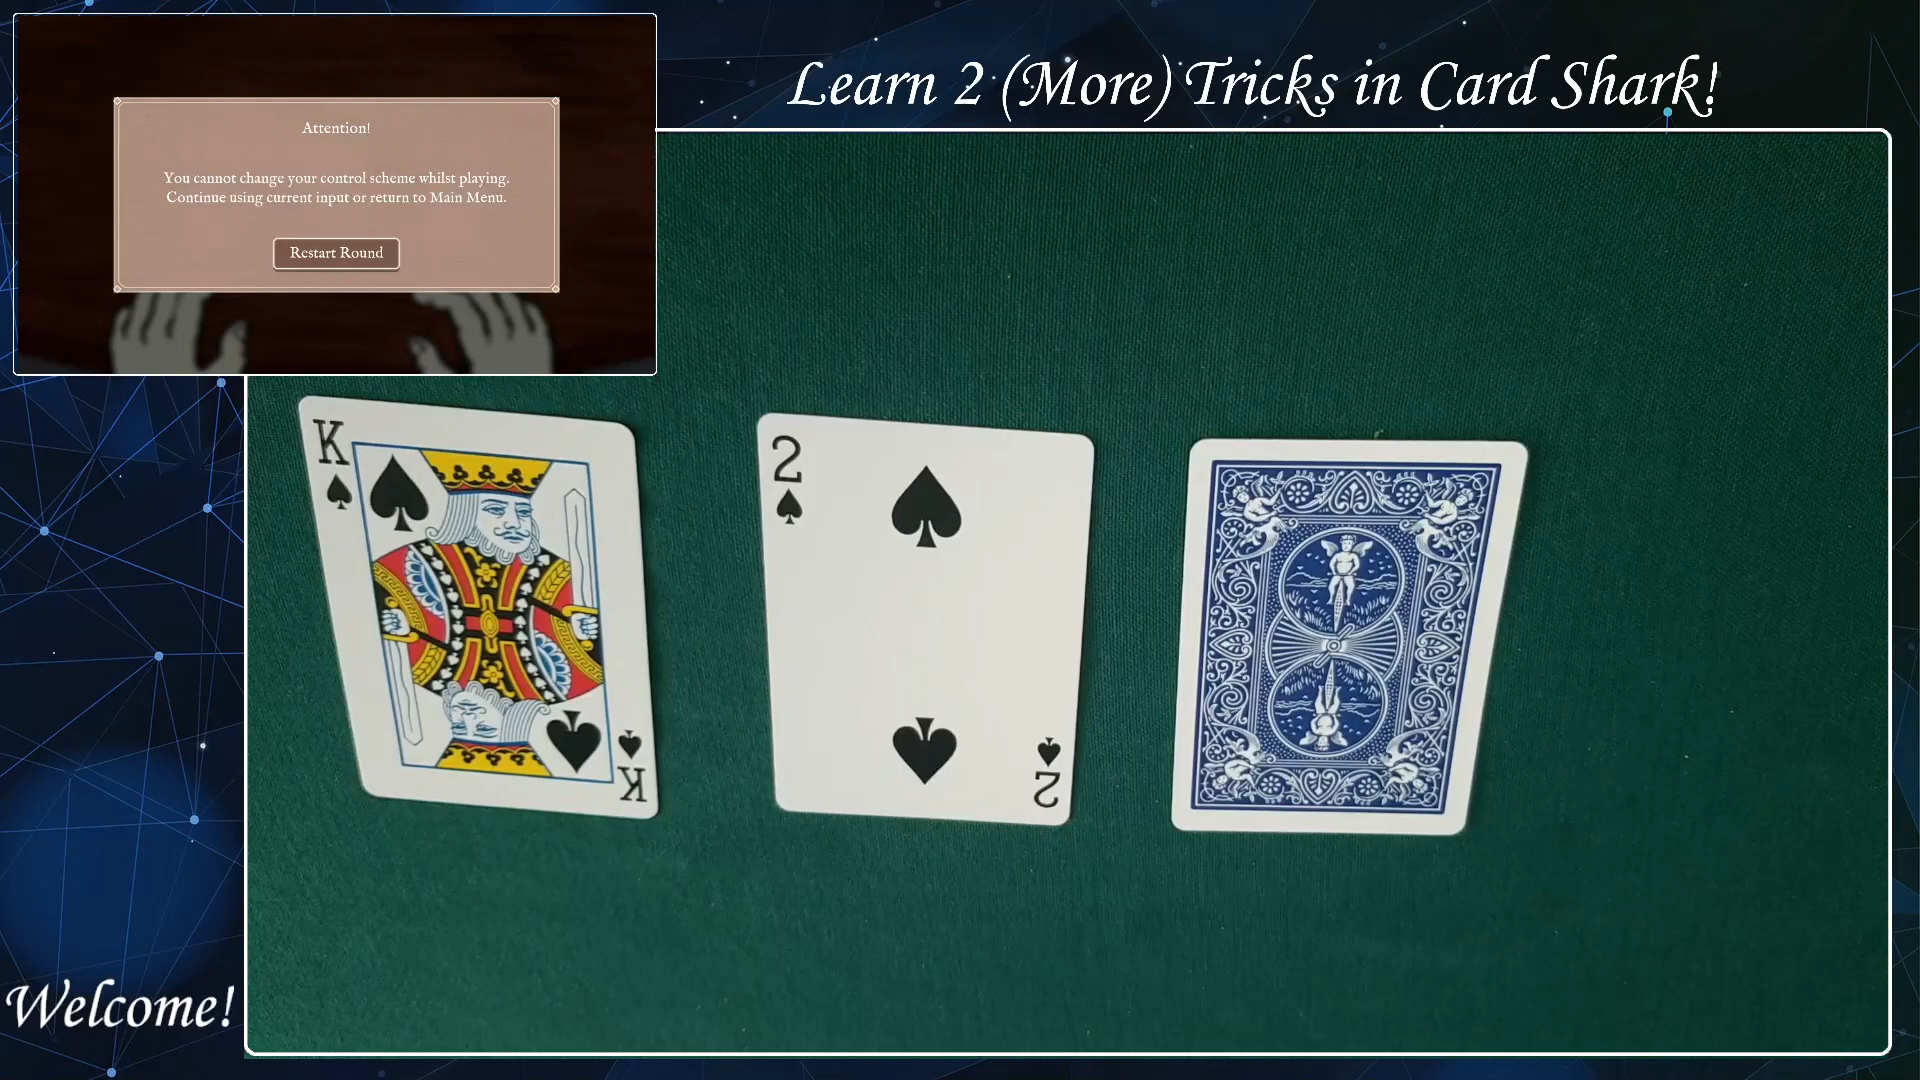 Learn 2 (More) Tricks in Card Shark!
Attention!
You cannot change your control scheme whilst playing.
Continue using current input or return to Main Menu.
Restart Round
K
K
2
2
Welcome!